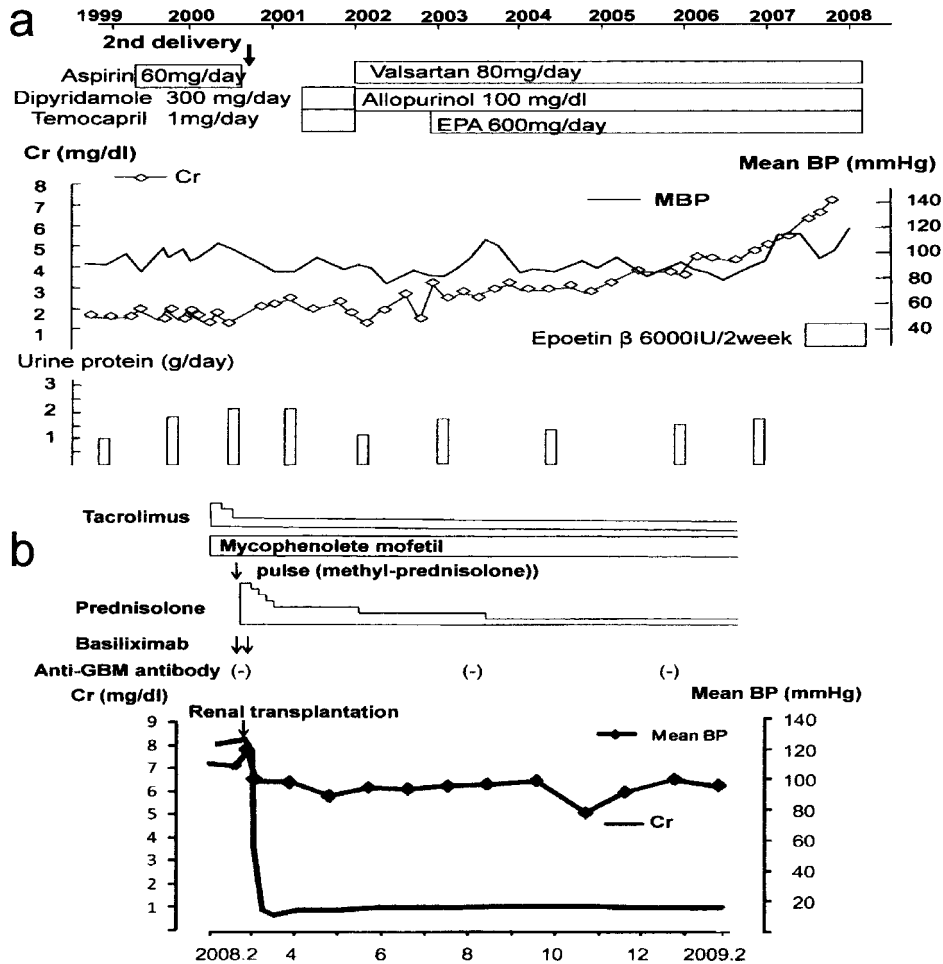 a
1999 2000 2001 2002 2003 2004 2005 2006 2007 2008
2nd delivery
Aspirin 60mg/day
Valsartan 80mg/day
Dipyridamole 300 mg/day
Allopurinol 100 mg/dl
Temocapril 1mg/day
EPA 600mg/day
Cr (mg/dl)
Mean BP (mmHg)
Cr
MBP
8
7
6
5
4
3
2
1
140
120
100
80
60
40
Epoetin β 6000IU/2week
Urine protein (g/day)
3
2
1
b
Tacrolimus
Mycophenolete mofetil
pulse (methyl-prednisolone))
Prednisolone
Basiliximab
Anti-GBM antibody (-) (-) (-)
Cr (mg/dl)
Mean BP (mmHg)
Renal transplantation
9
8
7
6
5
4
3
2
1
Mean BP
Cr
140
120
100
80
60
40
20
2008.2 4 6 8 10 12 2009.2